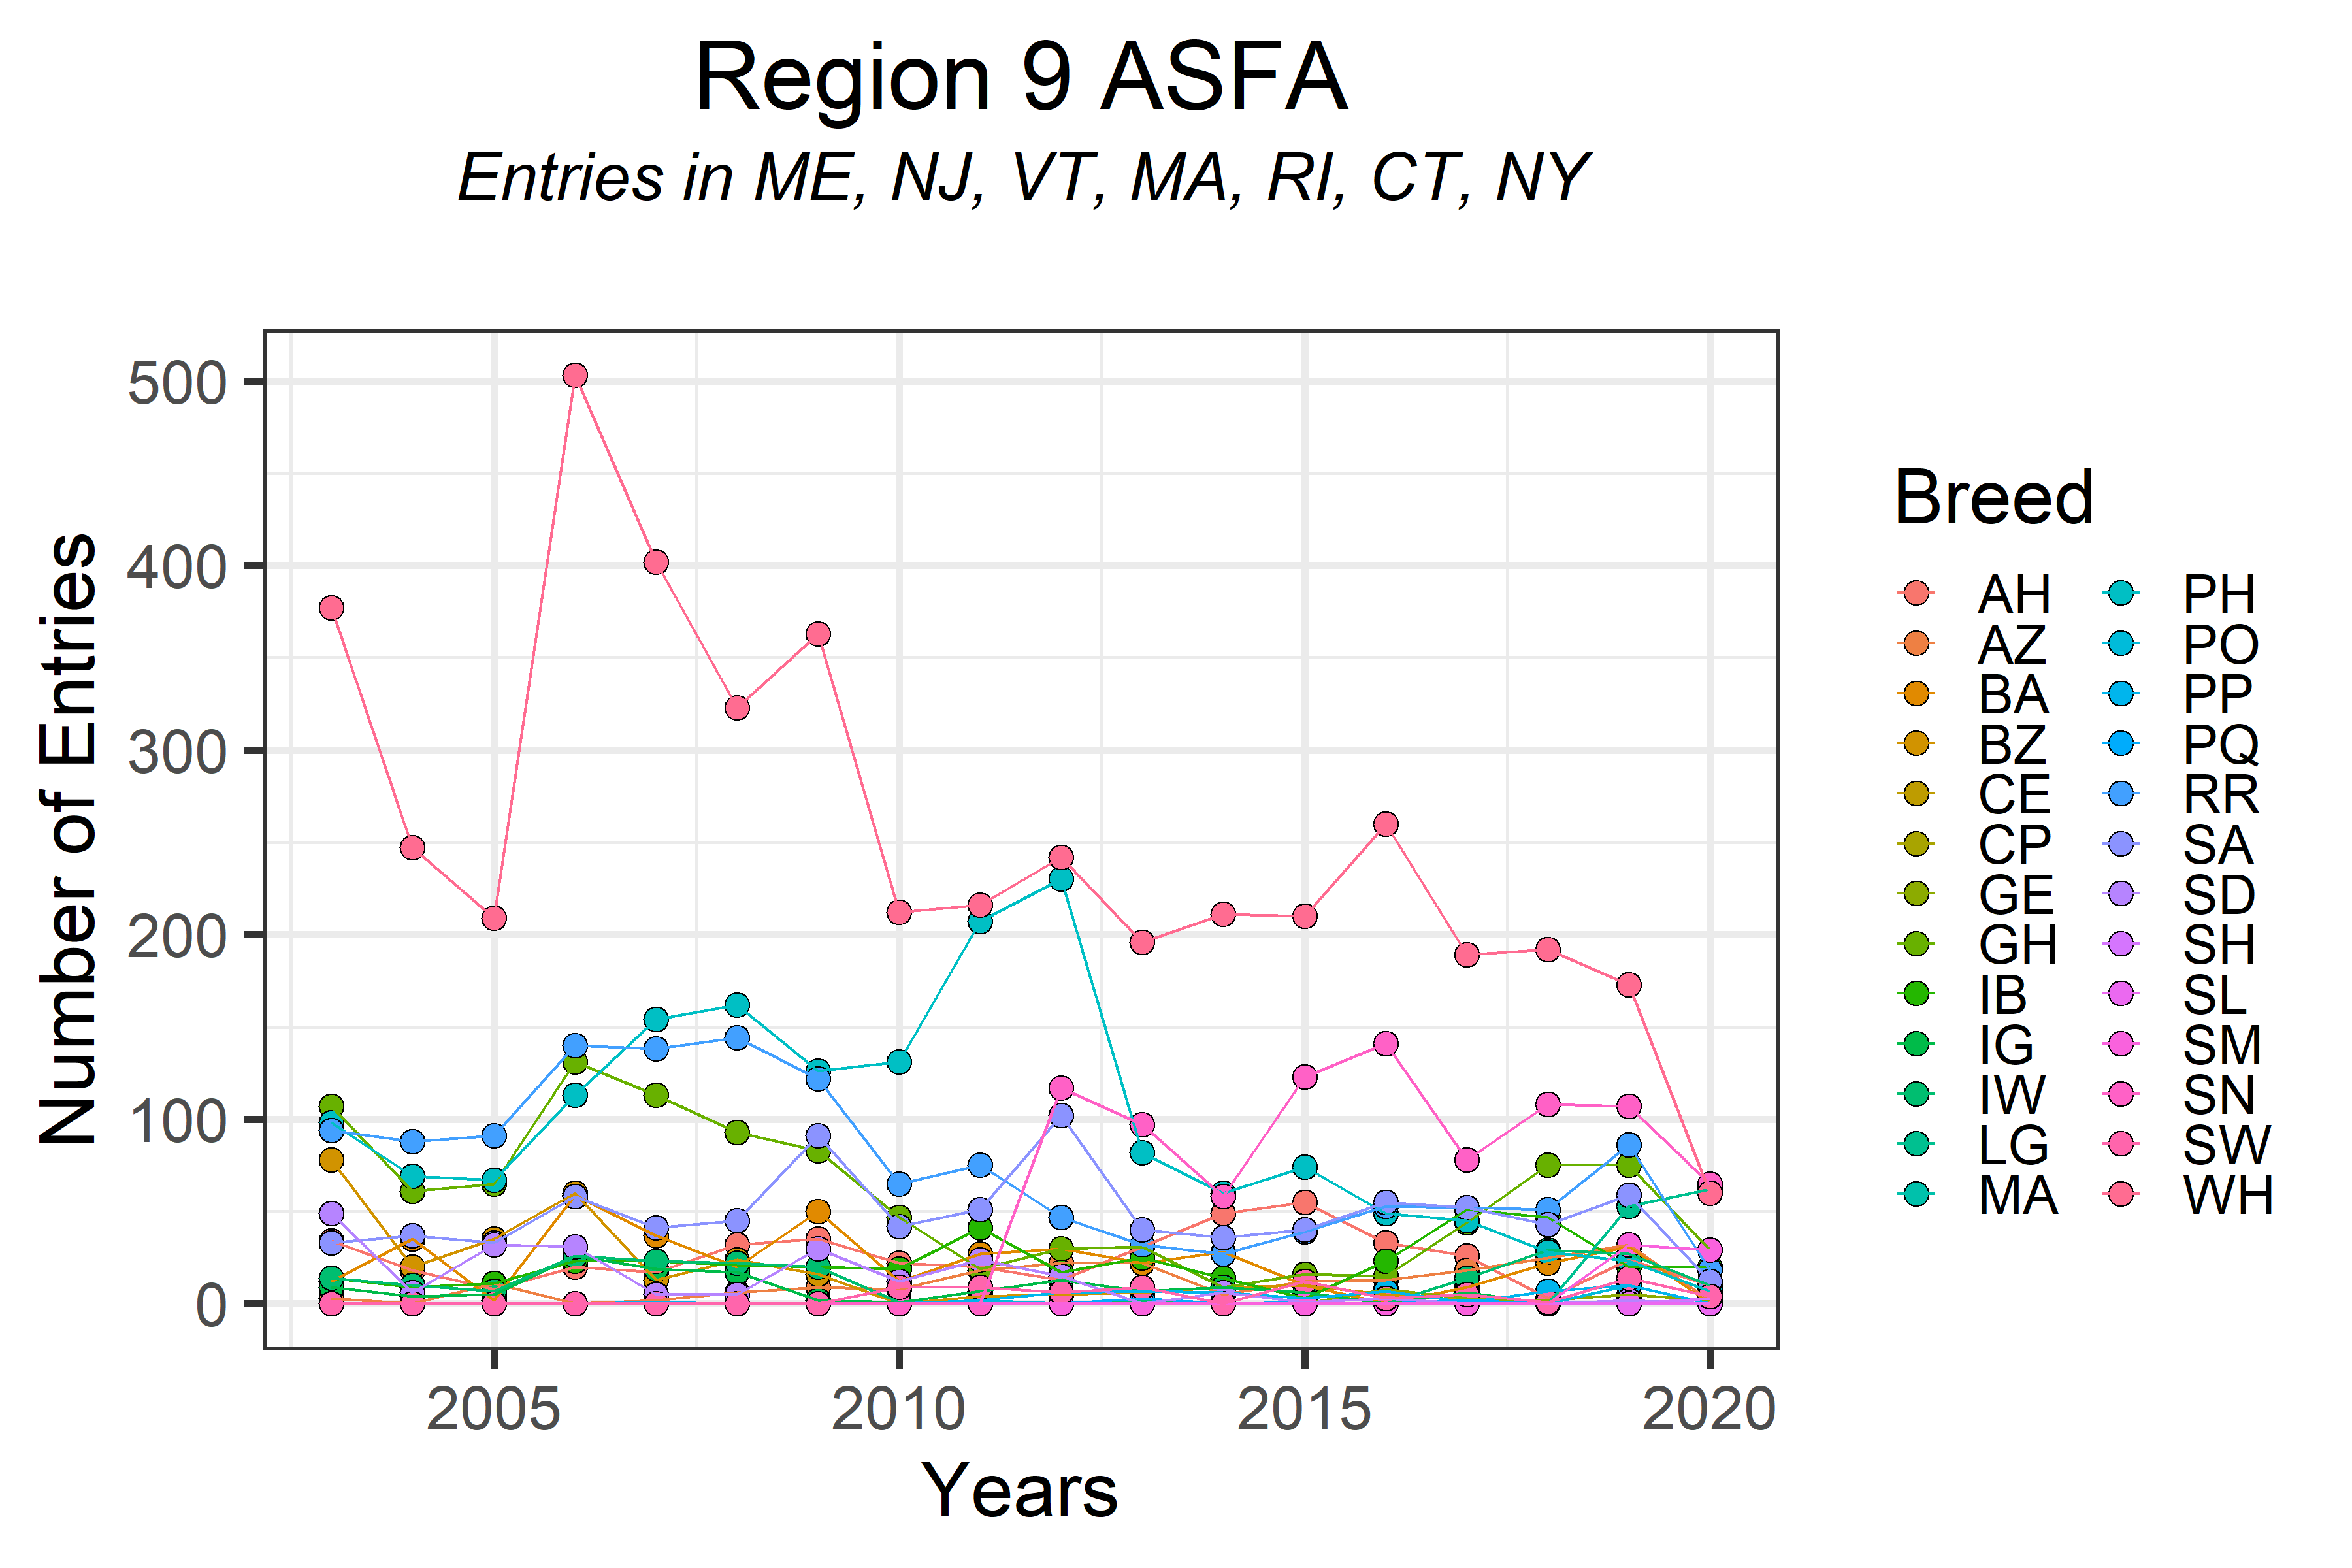 Region 9 ASFA
Entries in ME, NJ, VT, MA, RI, CT, NY
Number of Entries
500
400
300
200
100
0
2005
2010
2015
2020
Years
Breed
AH
AZ
BA
BZ
CE
CP
GE
GH
IB
IG
IW
LG
MA
PH
PO
PP
PQ
RR
SA
SD
SH
SL
SM
SN
SW
WH